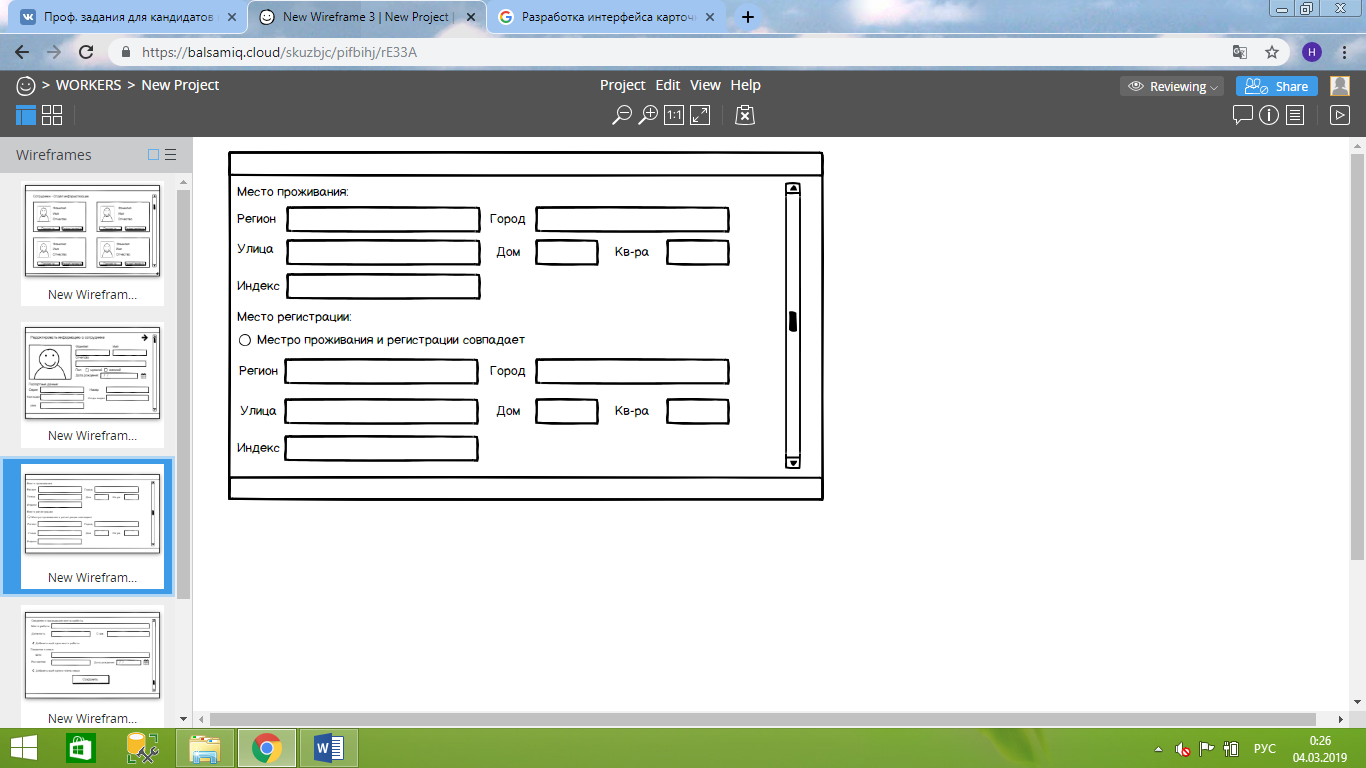 Проф. задания для кандидатов
New Wireframe 3 | New Project |
Разработка интерфейса карточ
https://balsamiq.cloud/skuzbjc/pifbihj/rE33A
H
> WORKERS > New Project
Project Edit View Help
Reviewing
Share
1:1
Wireframes
New Wirefram...
New Wirefram...
New Wirefram...
New Wirefram...
Место проживания:
Регион
Город
Улица
Дом
Кв-ра
Индекс
Место регистрации:
Местро проживания и регистрации совпадает
Регион
Город
Улица
Дом
Кв-ра
Индекс
РУС
0:26
04.03.2019